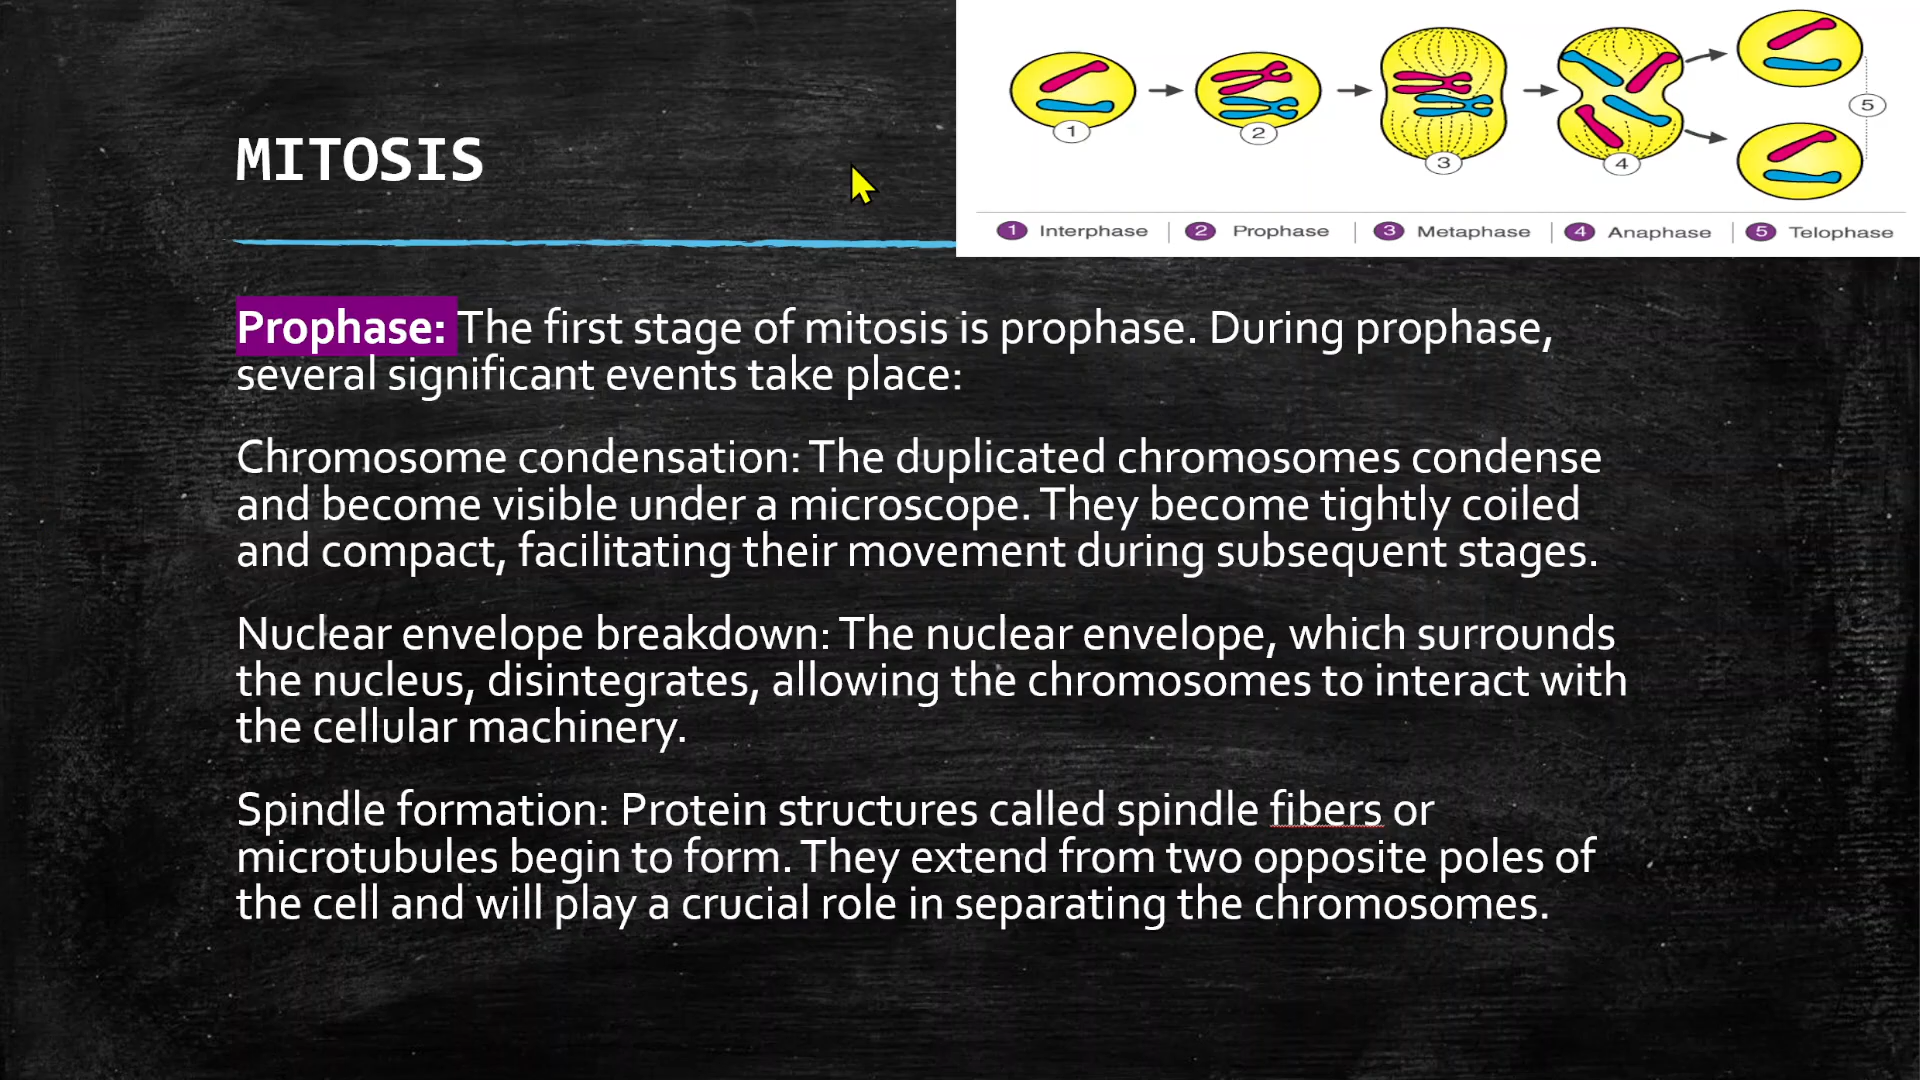 1
2
3
4
5
MITOSIS
1 Interphase | 2 Prophase | 3 Metaphase | 4 Anaphase | 5 Telophase
Prophase: The first stage of mitosis is prophase. During prophase,
several significant events take place:
Chromosome condensation: The duplicated chromosomes condense
and become visible under a microscope. They become tightly coiled
and compact, facilitating their movement during subsequent stages.
Nuclear envelope breakdown: The nuclear envelope, which surrounds
the nucleus, disintegrates, allowing the chromosomes to interact with
the cellular machinery.
Spindle formation: Protein structures called spindle fibers or
microtubules begin to form. They extend from two opposite poles of
the cell and will play a crucial role in separating the chromosomes.